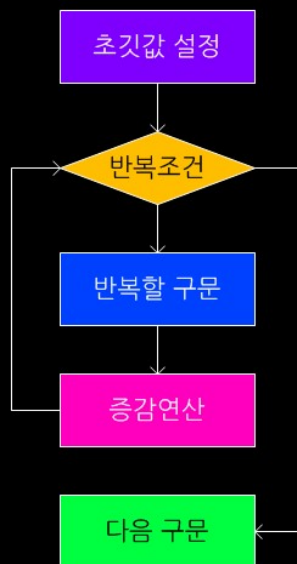 초깃값 설정
반복조건
반복할 구문
증감연산
다음 구문